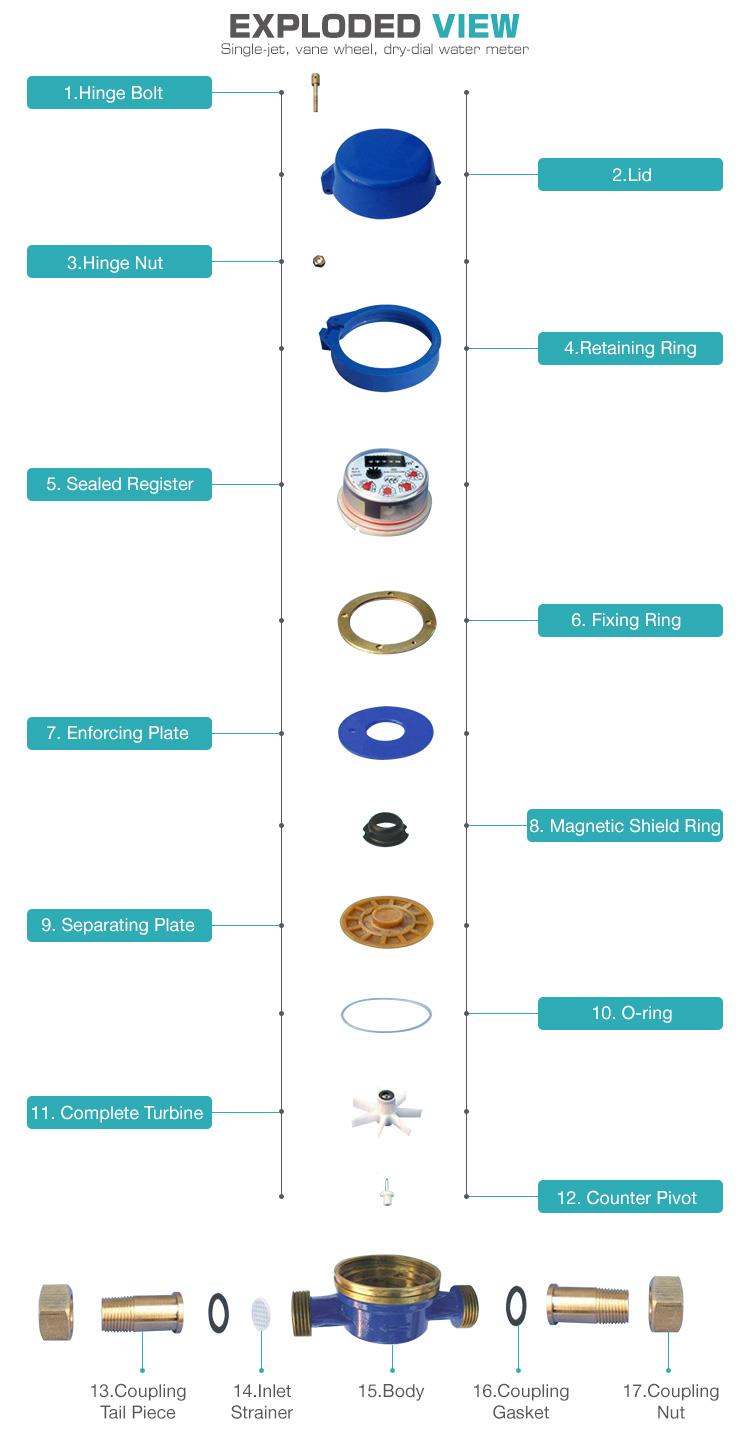 EXPLODED VIEW
Single-jet, vane wheel, dry-dial water meter
1.Hinge Bolt
2.Lid
3.Hinge Nut
4.Retaining Ring
5. Sealed Register
6. Fixing Ring
7. Enforcing Plate
8. Magnetic Shield Ring
9. Separating Plate
10. O-ring
11. Complete Turbine
12. Counter Pivot
13.Coupling
Tail Piece
14.Inlet
Strainer
15.Body
16.Coupling
Gasket
17.Coupling
Nut